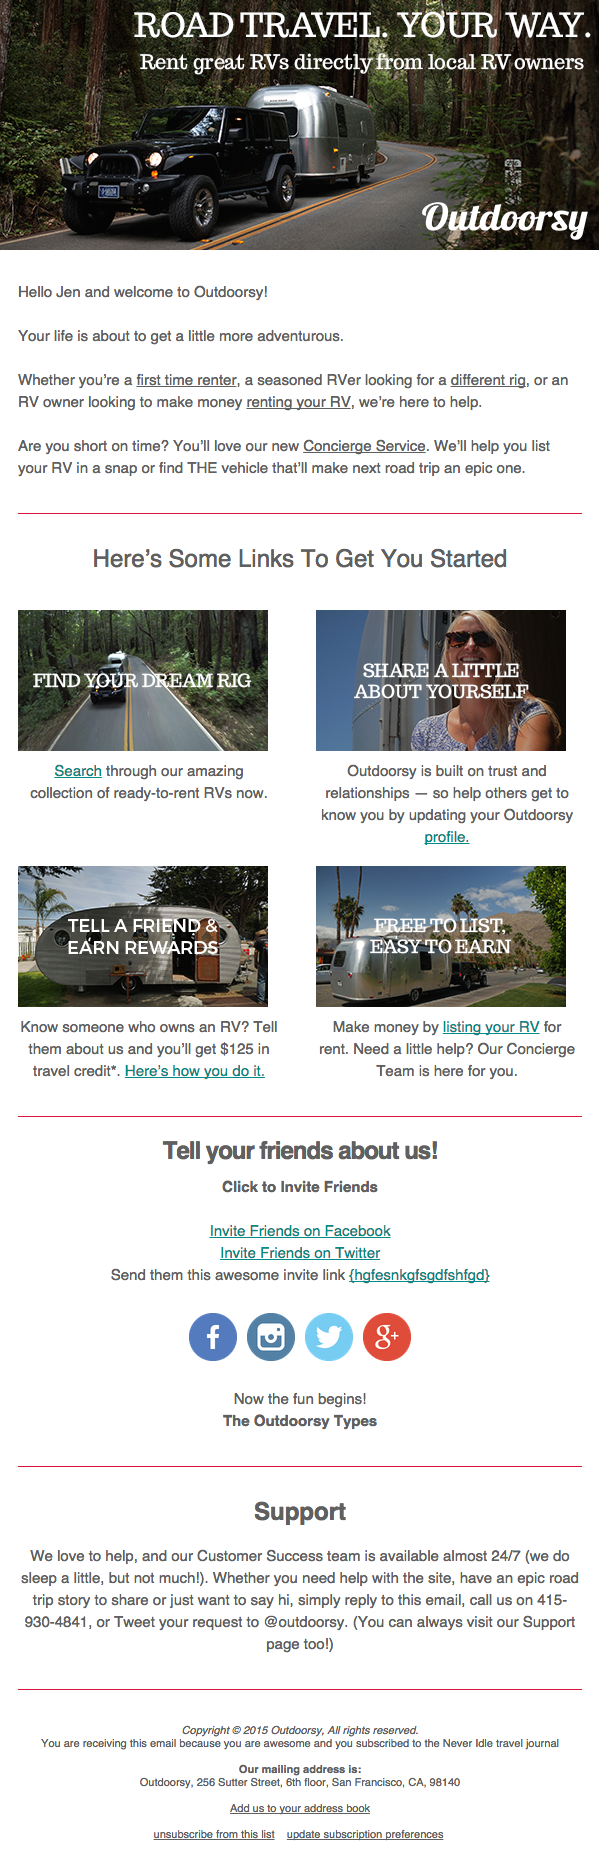 ROAD TRAVEL. YOUR WAY.
Rent great RVs directly from local RV owners
Outdoorsy
Hello Jen and welcome to Outdoorsy!
Your life is about to get a little more adventurous.
Whether you’re a first time renter, a seasoned RVer looking for a different rig, or an
RV owner looking to make money renting your RV, we’re here to help.
Are you short on time? You’ll love our new Concierge Service. We’ll help you list
your RV in a snap or find THE vehicle that’ll make next road trip an epic one.
Here’s Some Links To Get You Started
FIND YOUR DREAM RIG
Search through our amazing
collection of ready-to-rent RVs now.
SHARE A LITTLE
ABOUT YOURSELF
Outdoorsy is built on trust and
relationships — so help others get to
know you by updating your Outdoorsy
profile.
TELL A FRIEND &
EARN REWARDS
Know someone who owns an RV? Tell
them about us and you’ll get $125 in
travel credit*. Here’s how you do it.
FREE TO LIST,
EASY TO EARN
Make money by listing your RV for
rent. Need a little help? Our Concierge
Team is here for you.
Tell your friends about us!
Click to Invite Friends
Invite Friends on Facebook
Invite Friends on Twitter
Send them this awesome invite link {hgfesnkgfsgdfshfgd}
f
g+
Now the fun begins!
The Outdoorsy Types
Support
We love to help, and our Customer Success team is available almost 24/7 (we do
sleep a little, but not much!). Whether you need help with the site, have an epic road
trip story to share or just want to say hi, simply reply to this email, call us on 415-
930-4841, or Tweet your request to @outdoorsy. (You can always visit our Support
page too!)
Copyright © 2015 Outdoorsy, All rights reserved.
You are receiving this email because you are awesome and you subscribed to the Never Idle travel journal
Our mailing address is:
Outdoorsy, 256 Sutter Street, 6th floor, San Francisco, CA, 98140
Add us to your address book
unsubscribe from this list update subscription preferences